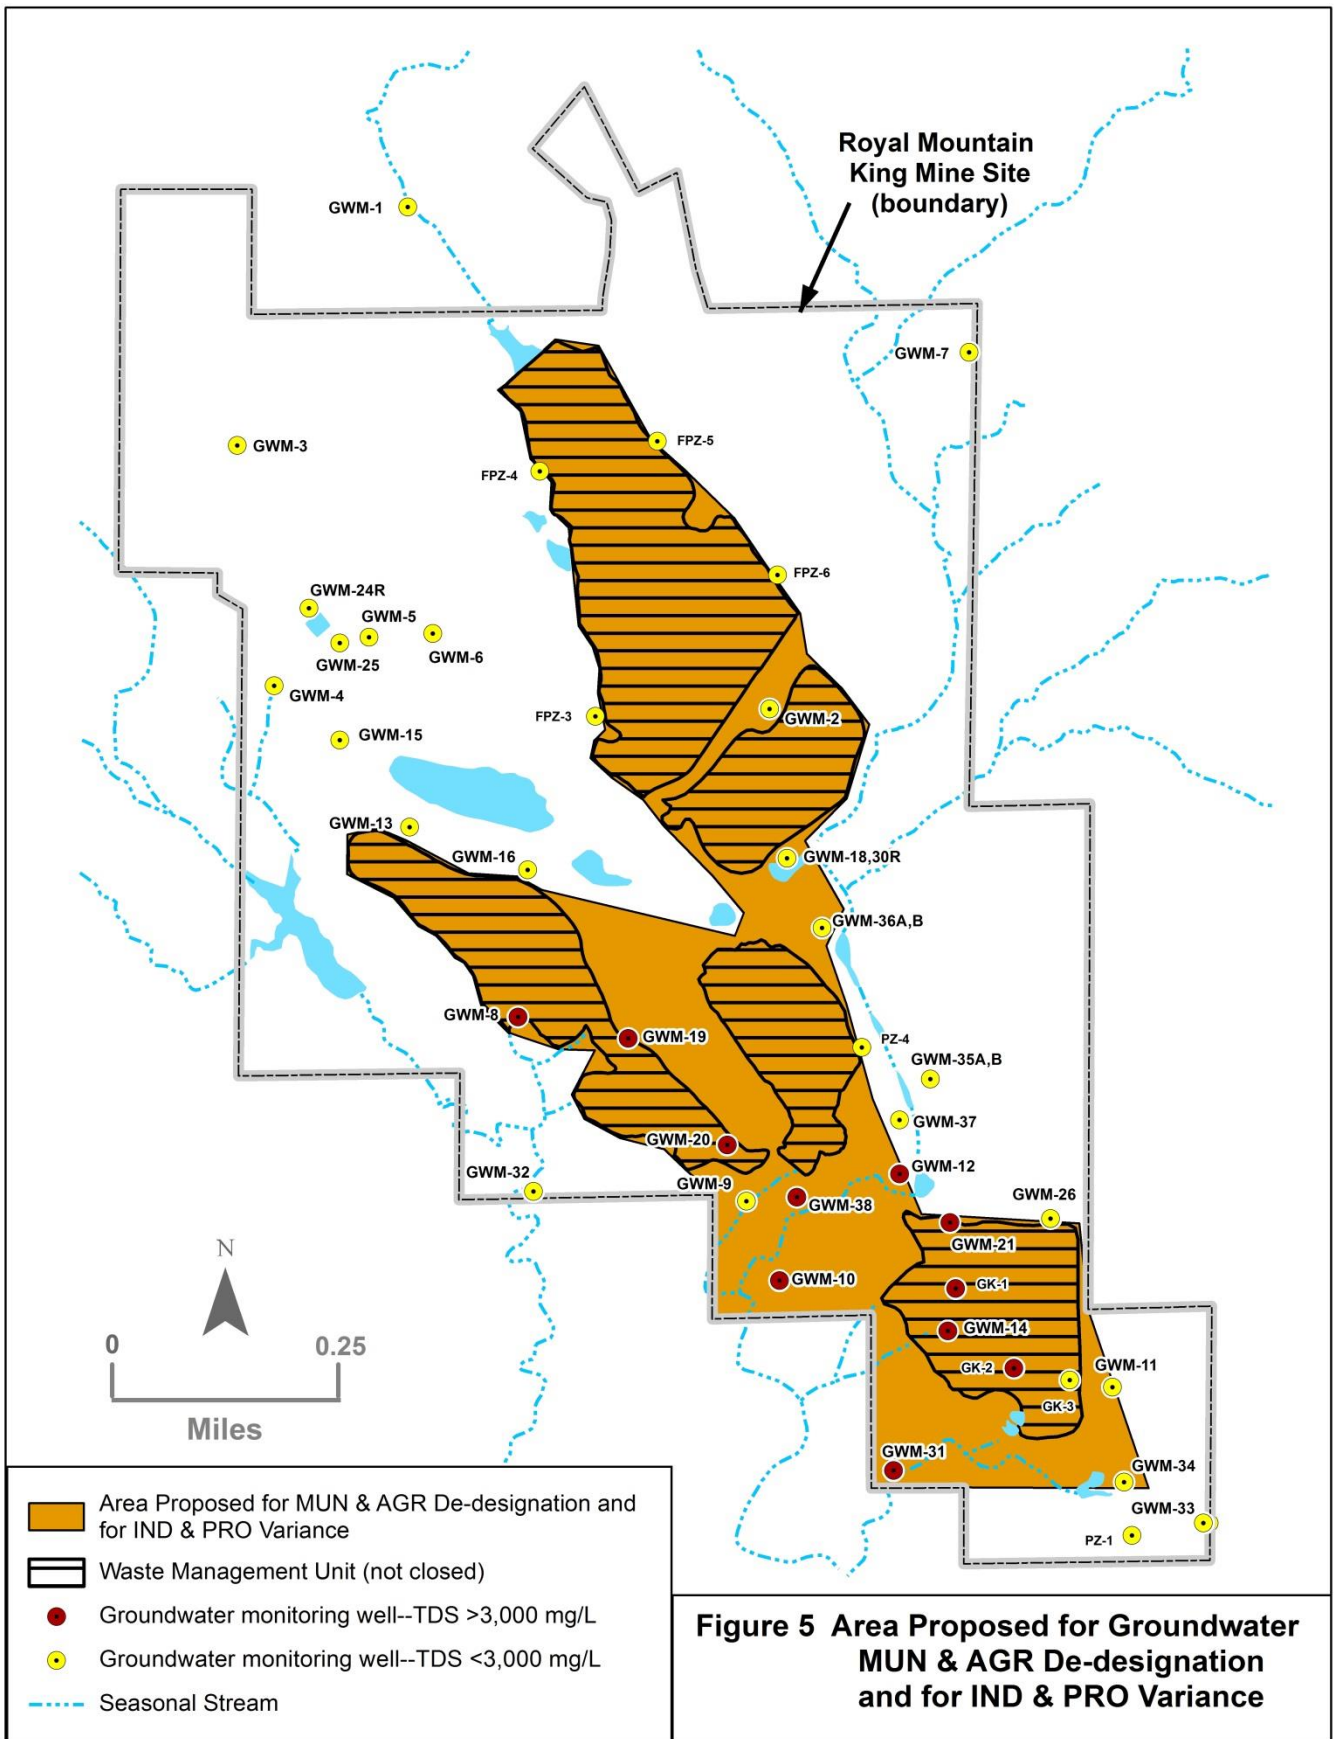 Royal Mountain
King Mine Site
(boundary)
GWM-1
GWM-7
GWM-3
FPZ-5
FPZ-4
FPZ-6
GWM-24R
GWM-5
GWM-25
GWM-6
GWM-4
FPZ-3
GWM-2
GWM-15
GWM-13
GWM-16
GWM-18,30R
GWM-36A,B
GWM-8
GWM-19
PZ-4
GWM-35A,B
GWM-37
GWM-20
GWM-12
GWM-32
GWM-9
GWM-38
GWM-26
GWM-21
N
GWM-10
GK-1
GWM-14
0
0.25
Miles
GK-2
GWM-11
GK-3
GWM-31
GWM-34
GWM-33
PZ-1
Area Proposed for MUN & AGR De-designation and
for IND & PRO Variance
Waste Management Unit (not closed)
Groundwater monitoring well--TDS >3,000 mg/L
Groundwater monitoring well--TDS <3,000 mg/L
Seasonal Stream
Figure 5 Area Proposed for Groundwater
MUN & AGR De-designation
and for IND & PRO Variance